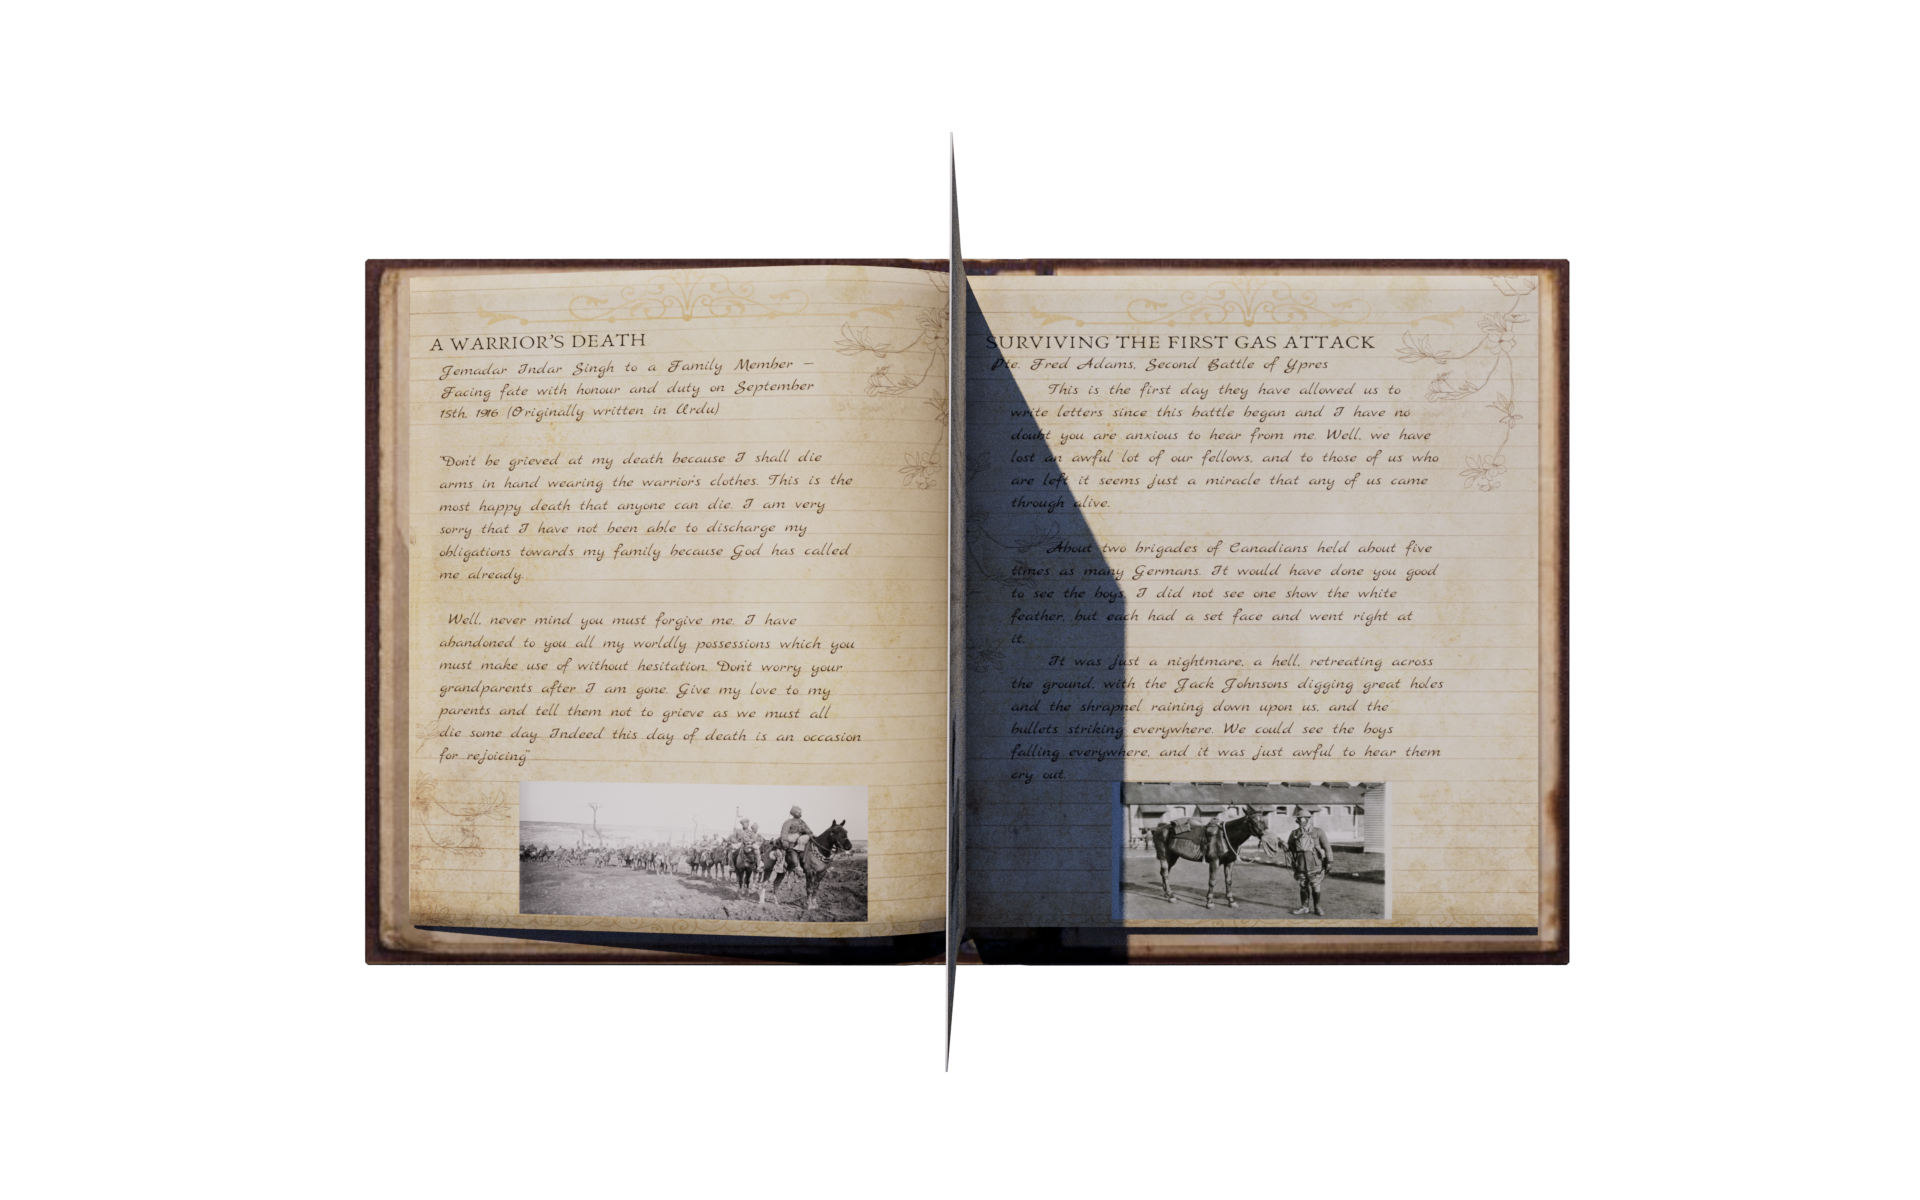 A WARRIOR'S DEATH
Jemadar Indar Singh to a Family Member –
Facing fate with honour and duty on September
15th, 1916 (Originally written in Urdu)
"Don't be grieved at my death because I shall die
arms in hand wearing the warrior's clothes. This is the
most happy death that anyone can die. I am very
sorry that I have not been able to discharge my
obligations towards my family because God has called
me already.
Well, never mind you must forgive me. I have
abandoned to you all my worldly possessions which you
must make use of without hesitation. Don't worry your
grandparents after I am gone. Give my love to my
parents and tell them not to grieve as we must all
die some day. Indeed this day of death is an occasion
for rejoicing"
SURVIVING THE FIRST GAS ATTACK
Pte. Fred Adams, Second Battle of Ypres
This is the first day they have allowed us to
write letters since this battle began and I have no
doubt you are anxious to hear from me. Well, we have
lost an awful lot of our fellows, and to those of us who
are left it seems just a miracle that any of us came
through alive.
About two brigades of Canadians held about five
times as many Germans. It would have done you good
to see the boys. I did not see one show the white
feather, but each had a set face and went right at
it.
It was just a nightmare, a hell, retreating across
the ground, with the Jack Johnsons digging great holes
and the shrapnel raining down upon us, and the
bullets striking everywhere. We could see the boys
falling everywhere, and it was just awful to hear them
cry out.